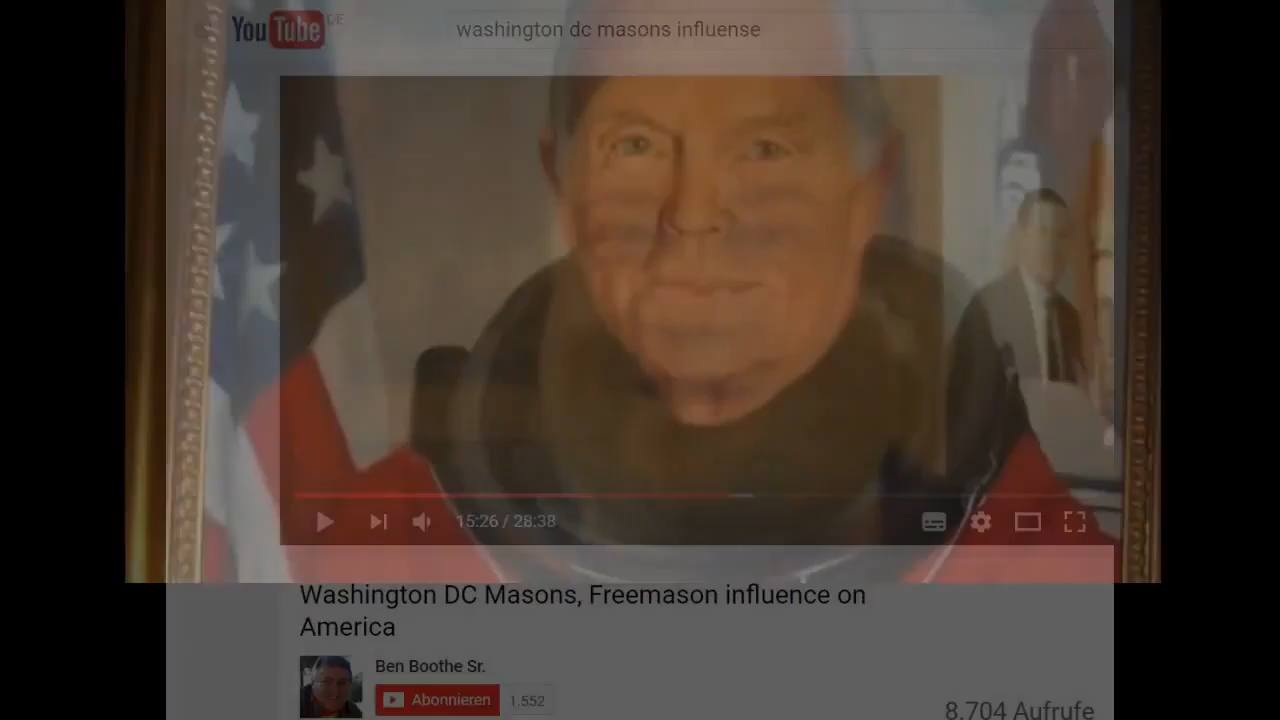 YouTube DE
washington dc masons influense
15:26 / 28:38
Washington DC Masons, Freemason influence on
America
Ben Boothe Sr.
Abonnieren 1.552
8.704 Aufrufe